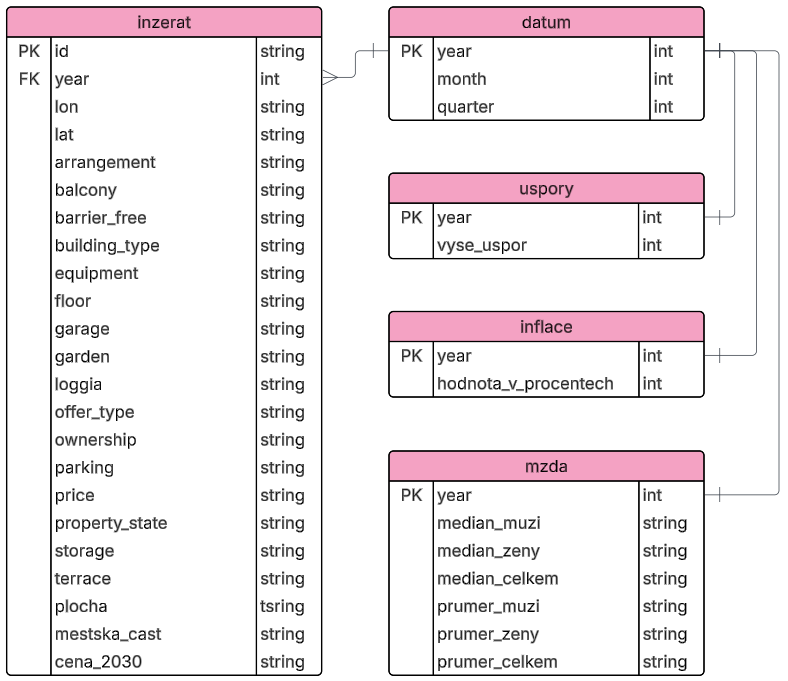 inzerat
PK id string
FK year int
lon string
lat string
arrangement string
balcony string
barrier_free string
building_type string
equipment string
floor string
garage string
garden string
loggia string
offer_type string
ownership string
parking string
price string
property_state string
storage string
terrace string
plocha tsring
mestska_cast string
cena_2030 string
datum
PK year int
month int
quarter int
uspory
PK year int
vyse_uspor int
inflace
PK year int
hodnota_v_procentech int
mzda
PK year int
median_muzi string
median_zeny string
median_celkem string
prumer_muzi string
prumer_zeny string
prumer_celkem string